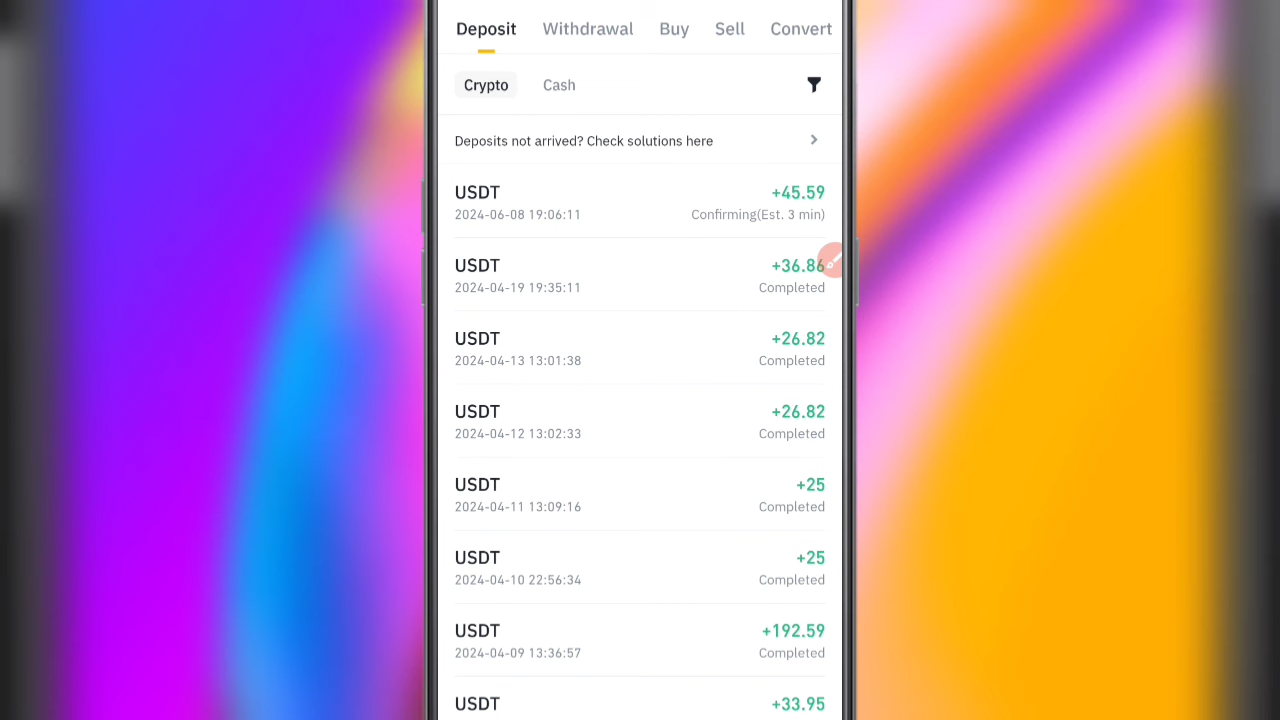 Deposit Withdrawal Buy Sell Convert
Crypto Cash
Deposits not arrived? Check solutions here
USDT +45.59
2024-06-08 19:06:11 Confirming(Est. 3 min)
USDT +36.86
2024-04-19 19:35:11 Completed
USDT +26.82
2024-04-13 13:01:38 Completed
USDT +26.82
2024-04-12 13:02:33 Completed
USDT +25
2024-04-11 13:09:16 Completed
USDT +25
2024-04-10 22:56:34 Completed
USDT +192.59
2024-04-09 13:36:57 Completed
USDT +33.95